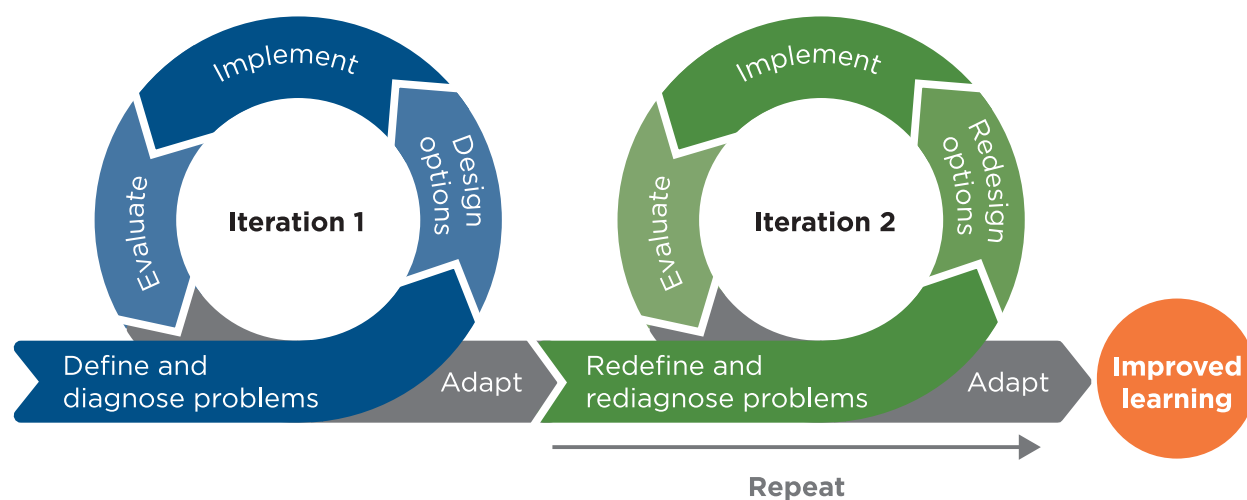 Define and
diagnose problems
Design
options
Implement
Evaluate
Iteration 1
Adapt
Redefine and
rediagnose problems
Redesign
options
Implement
Evaluate
Iteration 2
Adapt
Improved
learning
Repeat